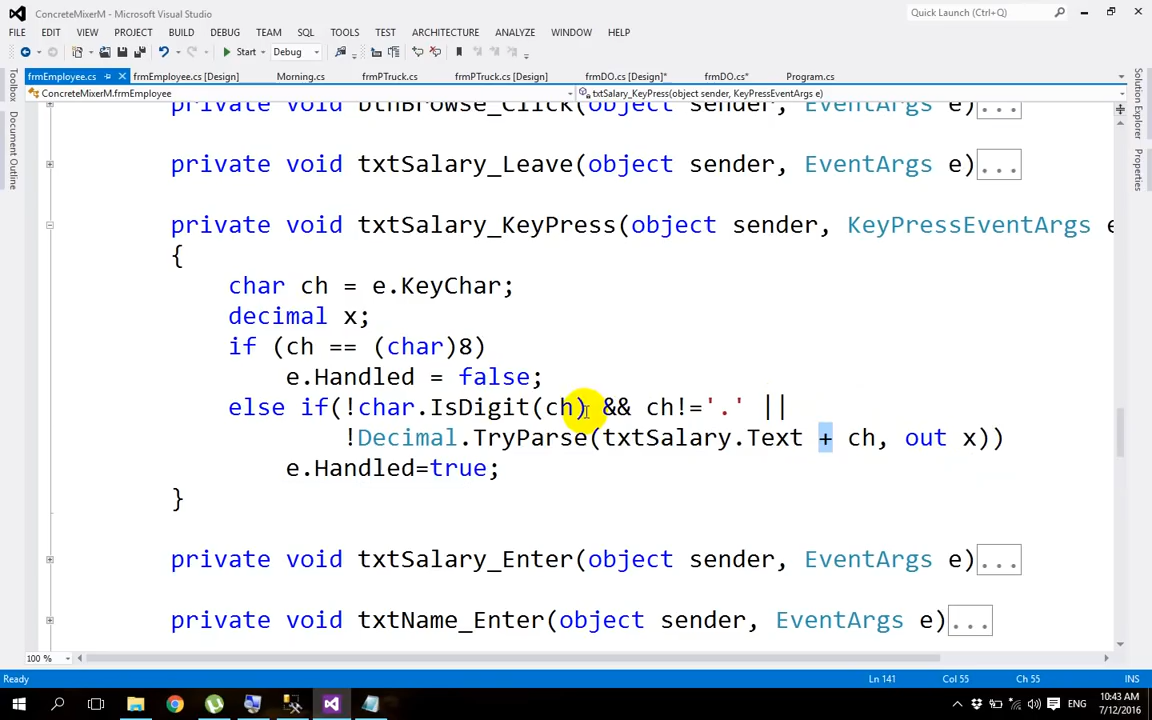 ConcreteMixerM - Microsoft Visual Studio
Quick Launch (Ctrl+Q)
FILE EDIT VIEW PROJECT BUILD DEBUG TEAM SQL TOOLS TEST ARCHITECTURE ANALYZE WINDOW HELP
Start Debug
frmEmployee.cs frmEmployee.cs [Design] Morning.cs frmPTruck.cs frmPTruck.cs [Design] frmDO.cs [Design]* frmDO.cs* Program.cs
ConcreteMixerM.frmEmployee txtSalary_KeyPress(object sender, KeyPressEventArgs e)
Toolbox
Document Outline
Solution Explorer
Properties
private void btnBrowse_Click(object sender, EventArgs e)...
private void txtSalary_Leave(object sender, EventArgs e)...
private void txtSalary_KeyPress(object sender, KeyPressEventArgs e
{
char ch = e.KeyChar;
decimal x;
if (ch == (char)8)
e.Handled = false;
else if(!char.IsDigit(ch) && ch!='.' ||
!Decimal.TryParse(txtSalary.Text + ch, out x))
e.Handled=true;
}
private void txtSalary_Enter(object sender, EventArgs e)...
private void txtName_Enter(object sender, EventArgs e)...
100 %
Ready Ln 141 Col 55 Ch 55 INS
ENG 10:43 AM
7/12/2016